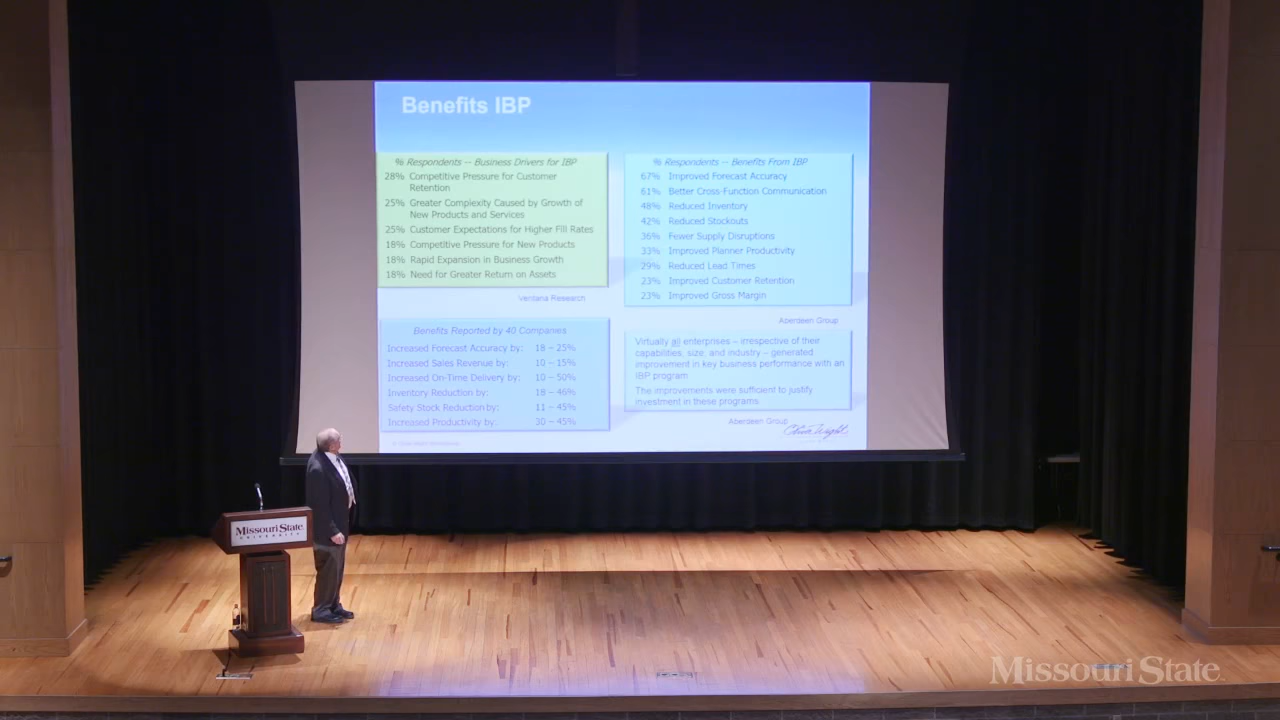 Benefits IBP
% Respondents -- Business Drivers for IBP
28% Competitive Pressure for Customer
Retention
25% Greater Complexity Caused by Growth of
New Products and Services
25% Customer Expectations for Higher Fill Rates
18% Competitive Pressure for New Products
18% Rapid Expansion in Business Growth
18% Need for Greater Return on Assets
Ventana Research
% Respondents -- Benefits From IBP
67% Improved Forecast Accuracy
61% Better Cross-Function Communication
48% Reduced Inventory
42% Reduced Stockouts
36% Fewer Supply Disruptions
33% Improved Planner Productivity
29% Reduced Lead Times
23% Improved Customer Retention
23% Improved Gross Margin
Aberdeen Group
Benefits Reported by 40 Companies
Increased Forecast Accuracy by: 18 – 25%
Increased Sales Revenue by: 10 – 15%
Increased On-Time Delivery by: 10 – 50%
Inventory Reduction by: 18 – 46%
Safety Stock Reduction by: 11 – 45%
Increased Productivity by: 30 – 45%
Virtually all enterprises – irrespective of their
capabilities, size, and industry – generated
improvement in key business performance with an
IBP program
The improvements were sufficient to justify
investment in these programs.
Aberdeen Group
Oliver Wight
Missouri State
UNIVERSITY
Missouri State